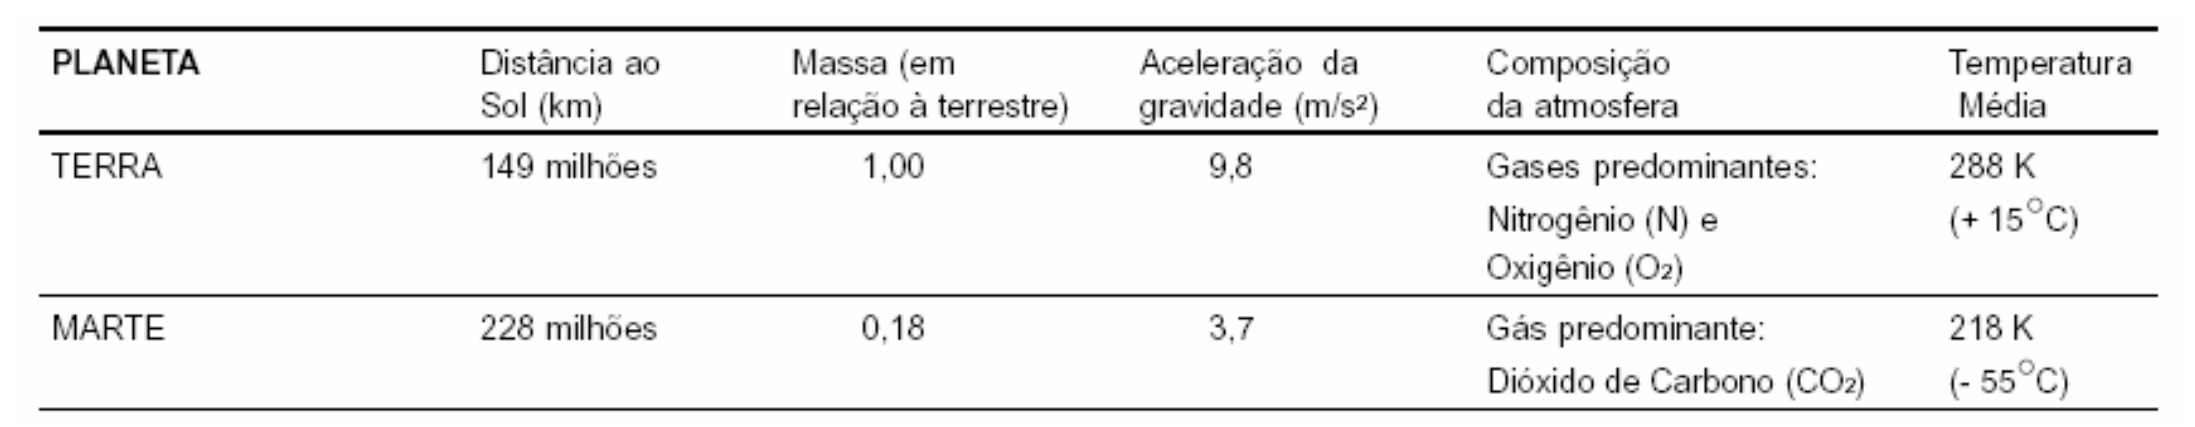 PLANETA Distância ao Massa (em Aceleração da Composição Temperatura
Sol (km) relação à terrestre) gravidade (m/s²) da atmosfera Média
TERRA 149 milhões 1,00 9,8 Gases predominantes: 288 K
Nitrogênio (N) e (+ 15°C)
Oxigênio (O₂)
MARTE 228 milhões 0,18 3,7 Gás predominante: 218 K
Dióxido de Carbono (CO₂) (- 55°C)